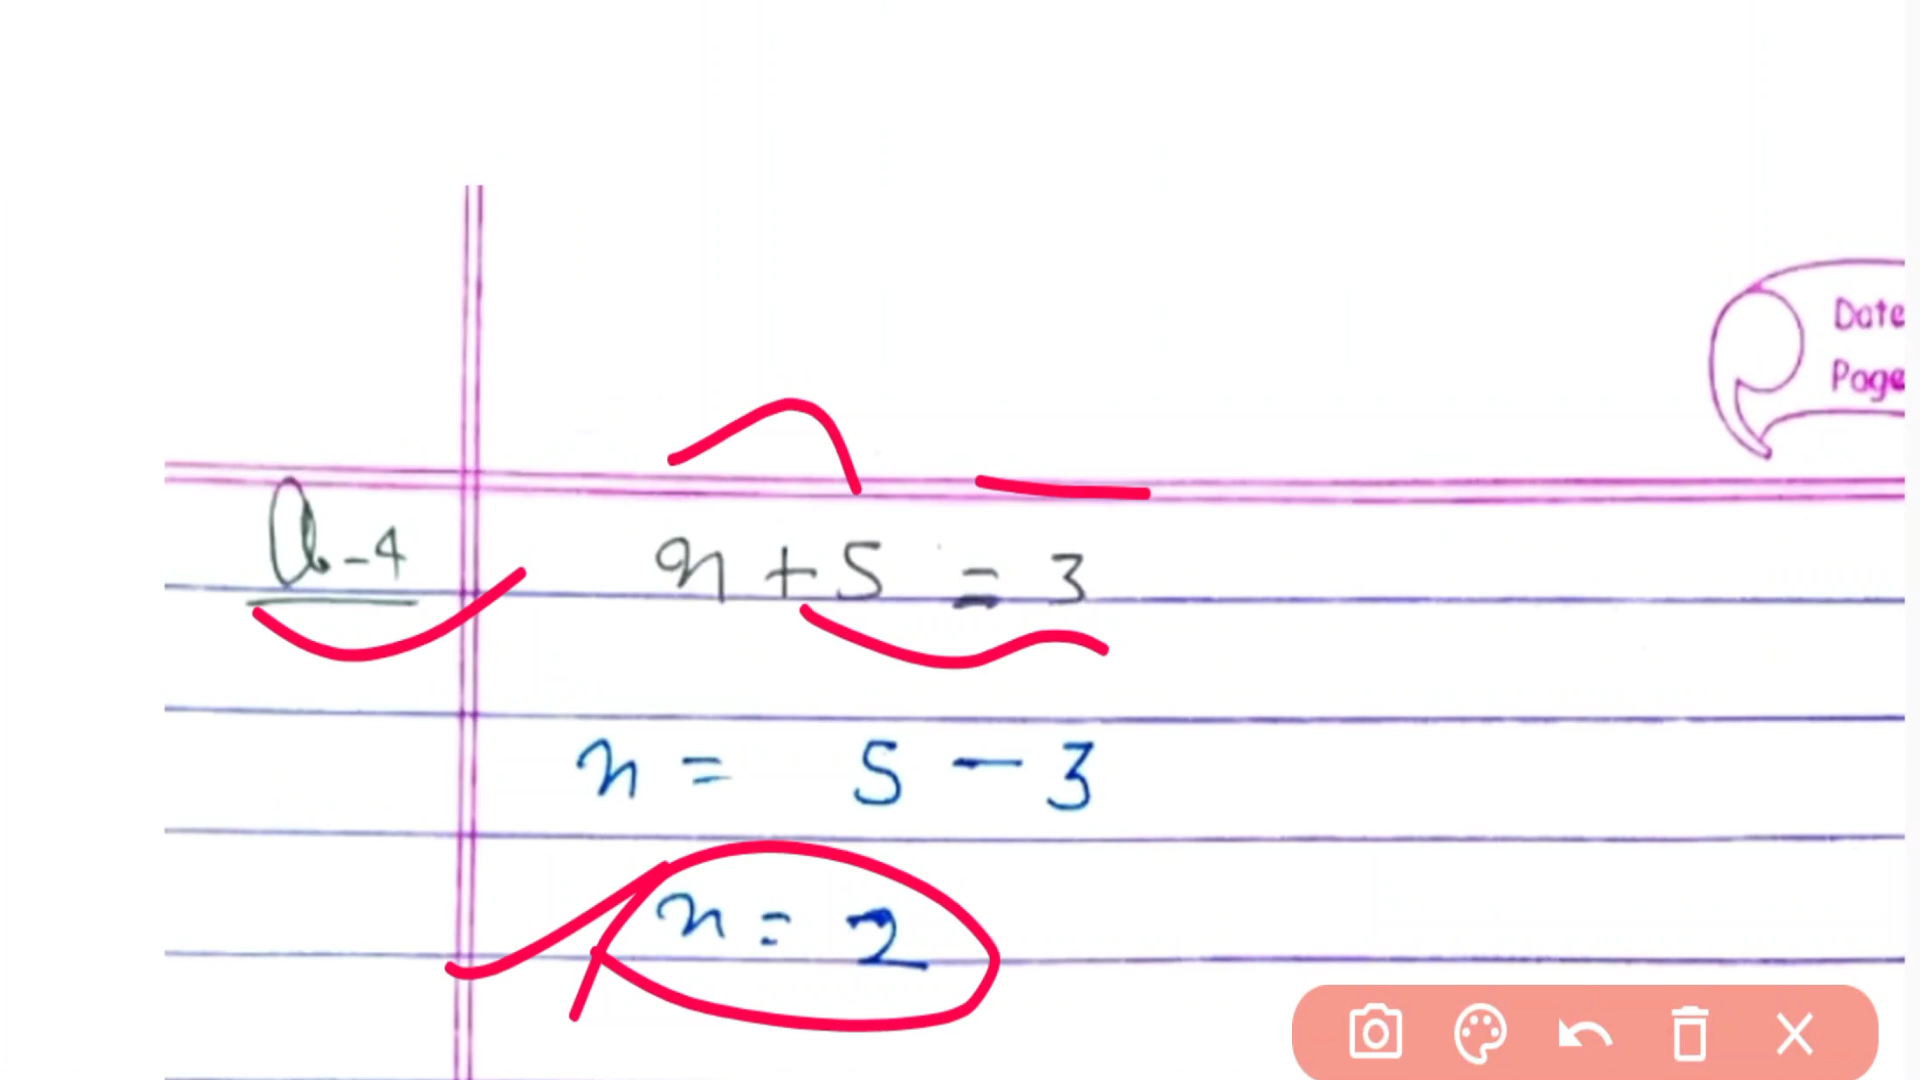 Date
Page
Q-4 x + 5 = 3
x = 5 - 3
x = 2